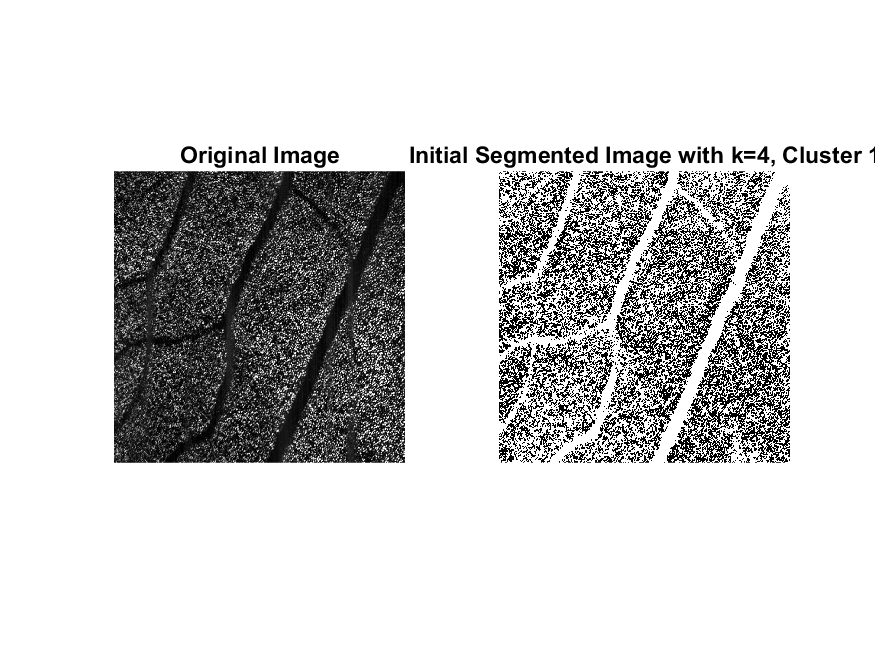 Original Image
Initial Segmented Image with k=4, Cluster 1